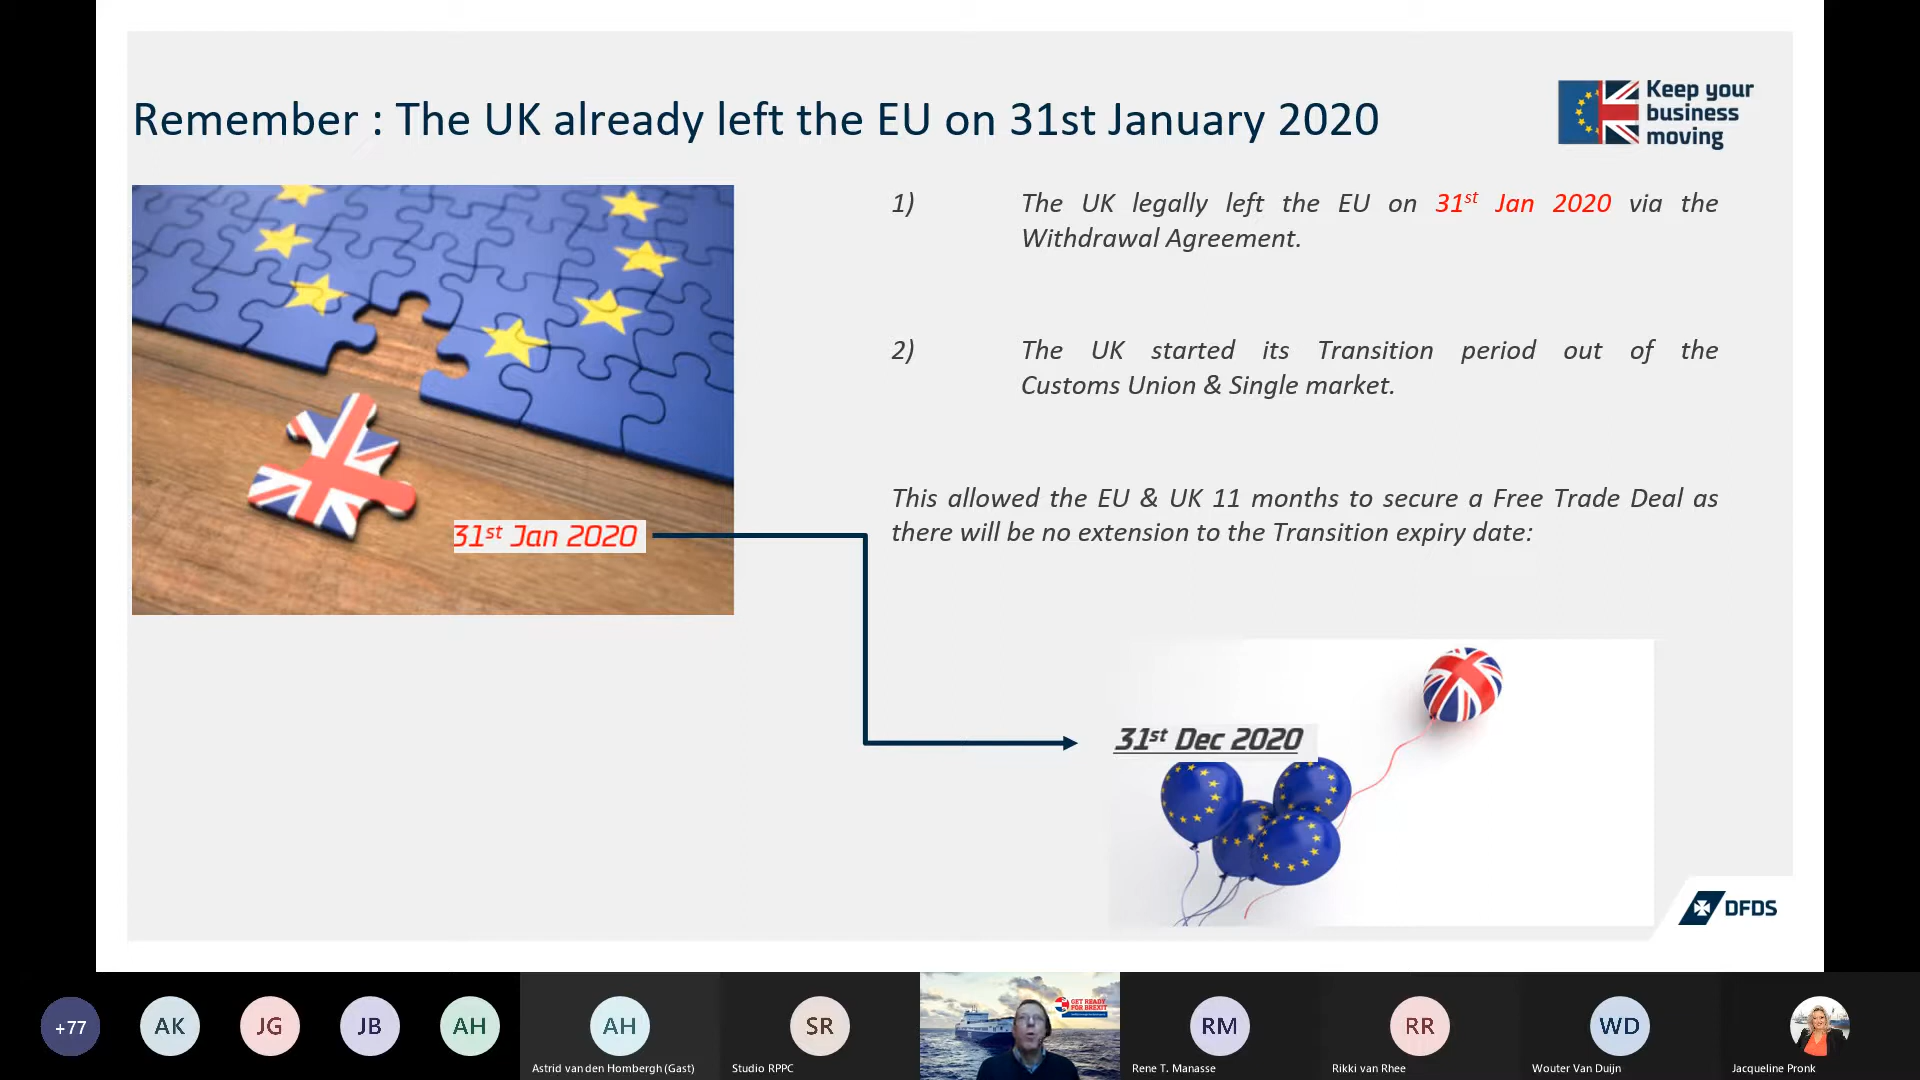 Remember : The UK already left the EU on 31st January 2020
Keep your
business
moving
1) The UK legally left the EU on 31st Jan 2020 via the
Withdrawal Agreement.
2) The UK started its Transition period out of the
Customs Union & Single market.
This allowed the EU & UK 11 months to secure a Free Trade Deal as
there will be no extension to the Transition expiry date:
31st Jan 2020
31st Dec 2020
DFDS
+77
AK
JG
JB
AH
AH
Astrid van den Hombergh (Gast)
SR
Studio RPPC
GET READY
FOR BREXIT
RM
Rene T. Manasse
RR
Rikki van Rhee
WD
Wouter Van Duijn
Jacqueline Pronk